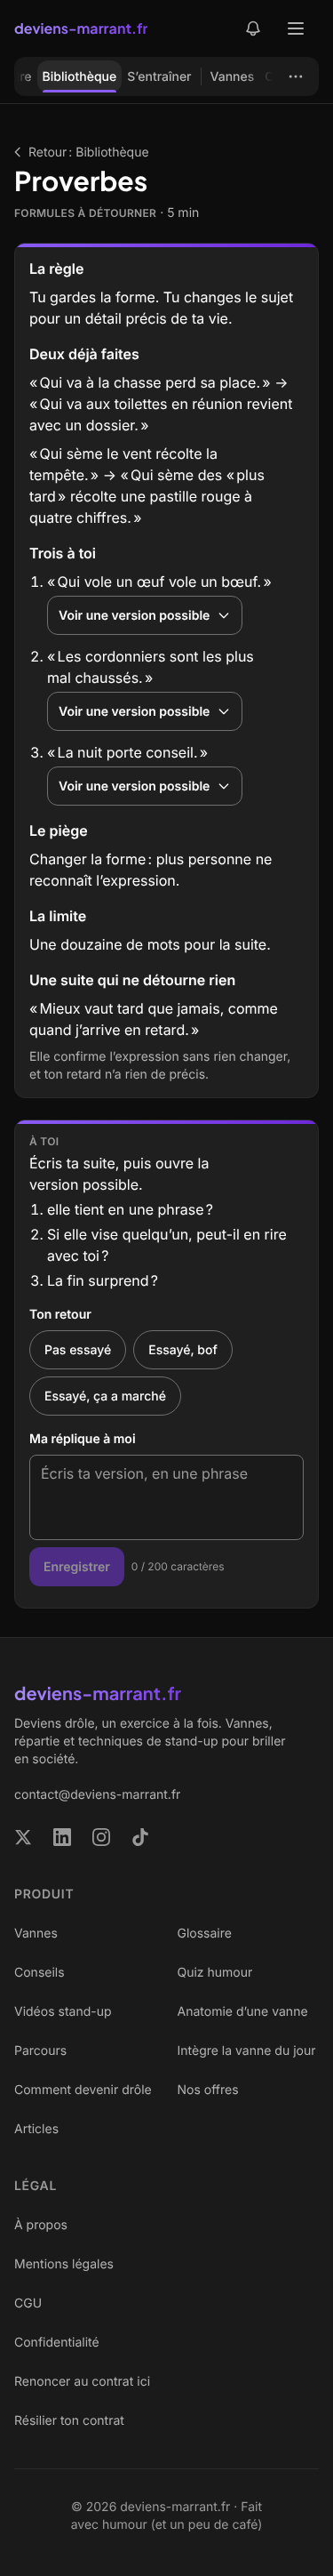 deviens-marrant.fr
re Bibliothèque S'entraîner Vannes
Retour : Bibliothèque
Proverbes
FORMULES À DÉTOURNER · 5 min
La règle
Tu gardes la forme. Tu changes le sujet
pour un détail précis de ta vie.
Deux déjà faites
« Qui va à la chasse perd sa place. » →
« Qui va aux toilettes en réunion revient
avec un dossier. »
« Qui sème le vent récolte la
tempête. » → « Qui sème des « plus
tard » récolte une pastille rouge à
quatre chiffres. »
Trois à toi
1. « Qui vole un œuf vole un bœuf. »
Voir une version possible
2. « Les cordonniers sont les plus
mal chaussés. »
Voir une version possible
3. « La nuit porte conseil. »
Voir une version possible
Le piège
Changer la forme : plus personne ne
reconnaît l'expression.
La limite
Une douzaine de mots pour la suite.
Une suite qui ne détourne rien
« Mieux vaut tard que jamais, comme
quand j'arrive en retard. »
Elle confirme l'expression sans rien changer,
et ton retard n'a rien de précis.
À TOI
Écris ta suite, puis ouvre la
version possible.
1. elle tient en une phrase ?
2. Si elle vise quelqu'un, peut-il en rire
avec toi ?
3. La fin surprend ?
Ton retour
Pas essayé Essayé, bof
Essayé, ça a marché
Ma réplique à moi
Écris ta version, en une phrase
Enregistrer 0 / 200 caractères
deviens-marrant.fr
Deviens drôle, un exercice à la fois. Vannes,
répartie et techniques de stand-up pour briller
en société.
contact@deviens-marrant.fr
PRODUIT
Vannes Glossaire
Conseils Quiz humour
Vidéos stand-up Anatomie d'une vanne
Parcours Intègre la vanne du jour
Comment devenir drôle Nos offres
Articles
LÉGAL
À propos
Mentions légales
CGU
Confidentialité
Renoncer au contrat ici
Résilier ton contrat
© 2026 deviens-marrant.fr · Fait
avec humour (et un peu de café)